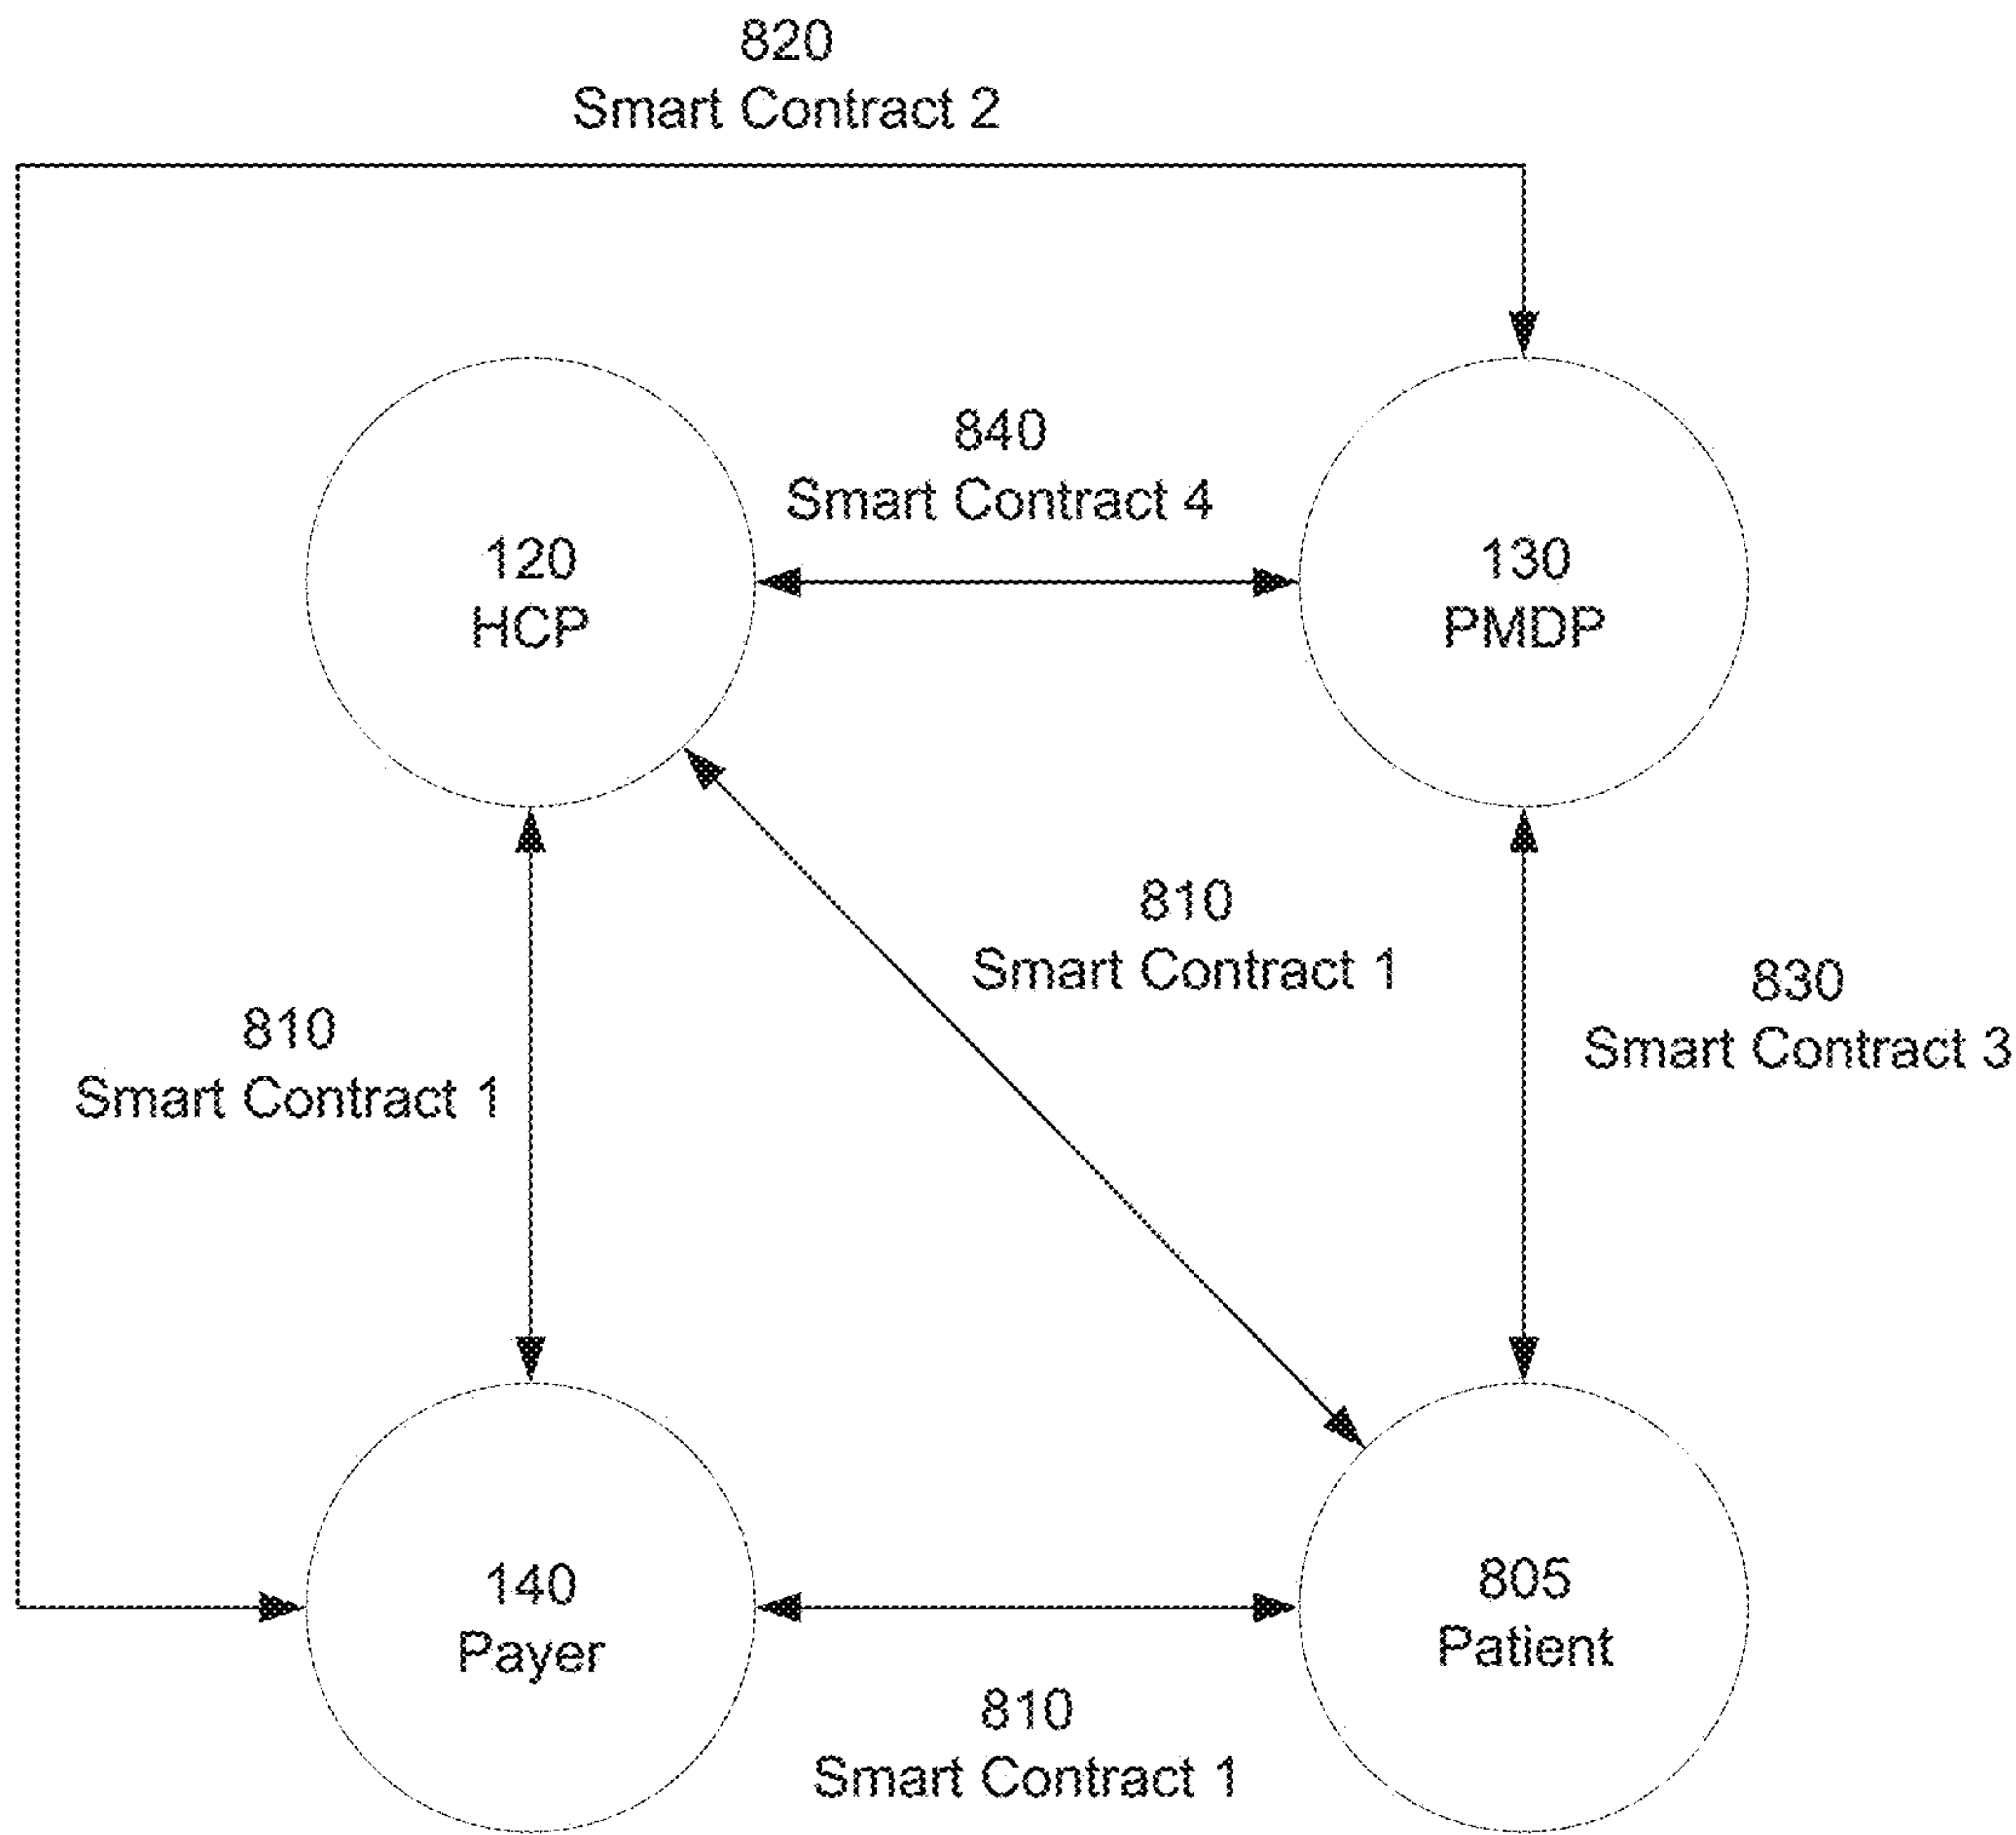 820
Smart Contract 2
840
Smart Contract 4
120
HCP
130
PMDP
810
Smart Contract 1
830
Smart Contract 3
810
Smart Contract 1
140
Payer
805
Patient
810
Smart Contract 1